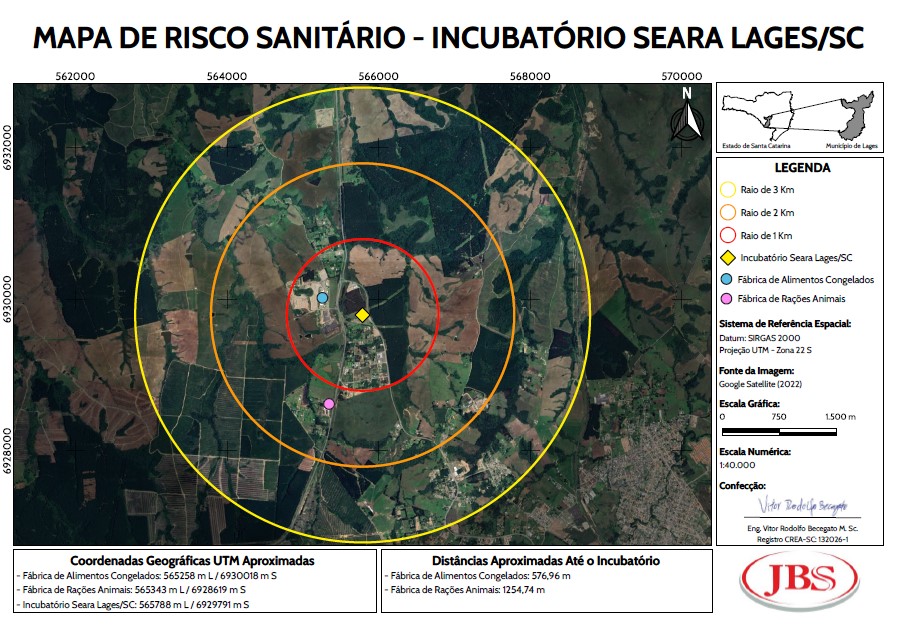 MAPA DE RISCO SANITÁRIO - INCUBATÓRIO SEARA LAGES/SC
562000 564000 566000 568000 570000
6932000
6930000
6928000
N
Estado de Santa Catarina Município de Lages
LEGENDA
Raio de 3 Km
Raio de 2 Km
Raio de 1 Km
Incubatório Seara Lages/SC
Fábrica de Alimentos Congelados
Fábrica de Rações Animais
Sistema de Referência Espacial:
Datum: SIRGAS 2000
Projeção UTM - Zona 22 S
Fonte da Imagem:
Google Satellite (2022)
Escala Gráfica:
0 750 1.500 m
Escala Numérica:
1:40.000
Confecção:
Vitor Rodolfo Becegato
Eng. Vitor Rodolfo Becegato M. Sc.
Registro CREA-SC: 132026-1
Coordenadas Geográficas UTM Aproximadas
- Fábrica de Alimentos Congelados: 565258 m L / 6930018 m S
- Fábrica de Rações Animais: 565343 m L / 6928619 m S
- Incubatório Seara Lages/SC: 565788 m L / 6929791 m S
Distâncias Aproximadas Até o Incubatório
- Fábrica de Alimentos Congelados: 576,96 m
- Fábrica de Rações Animais: 1254,74 m
JBS